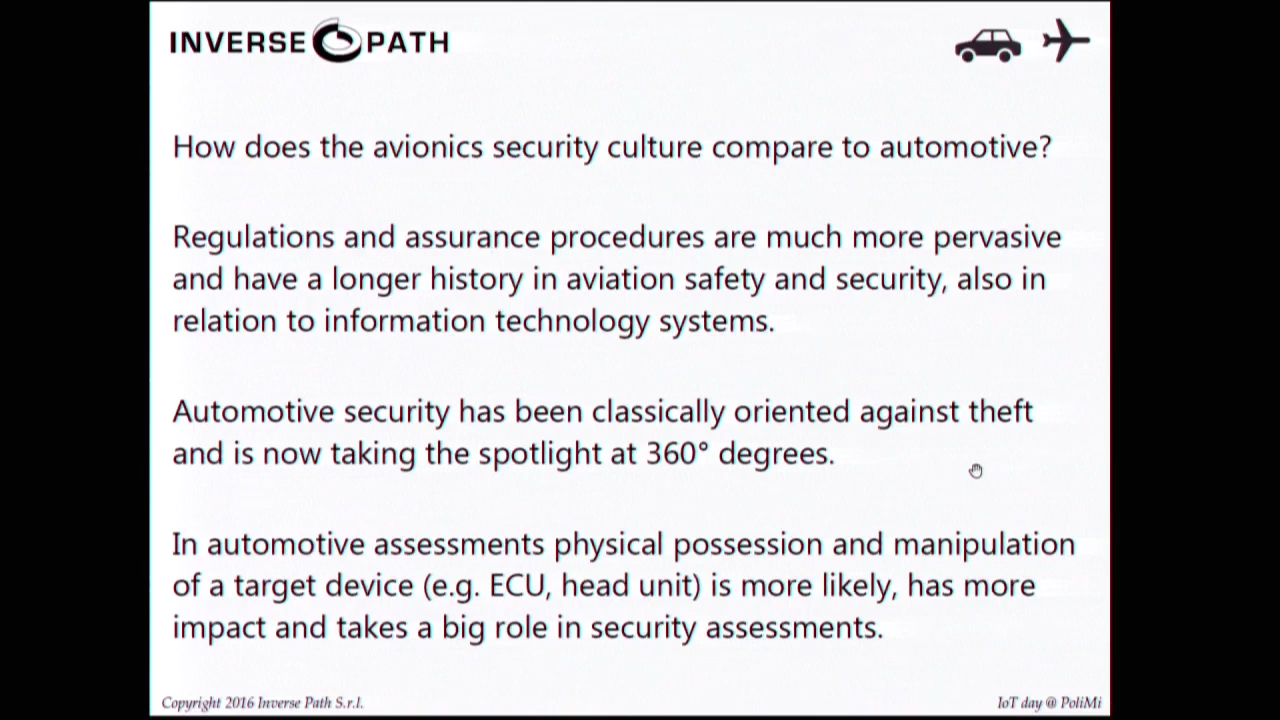 INVERSE PATH
How does the avionics security culture compare to automotive?
Regulations and assurance procedures are much more pervasive
and have a longer history in aviation safety and security, also in
relation to information technology systems.
Automotive security has been classically oriented against theft
and is now taking the spotlight at 360° degrees.
In automotive assessments physical possession and manipulation
of a target device (e.g. ECU, head unit) is more likely, has more
impact and takes a big role in security assessments.
Copyright 2016 Inverse Path S.r.l.
IoT day @ PoliMi